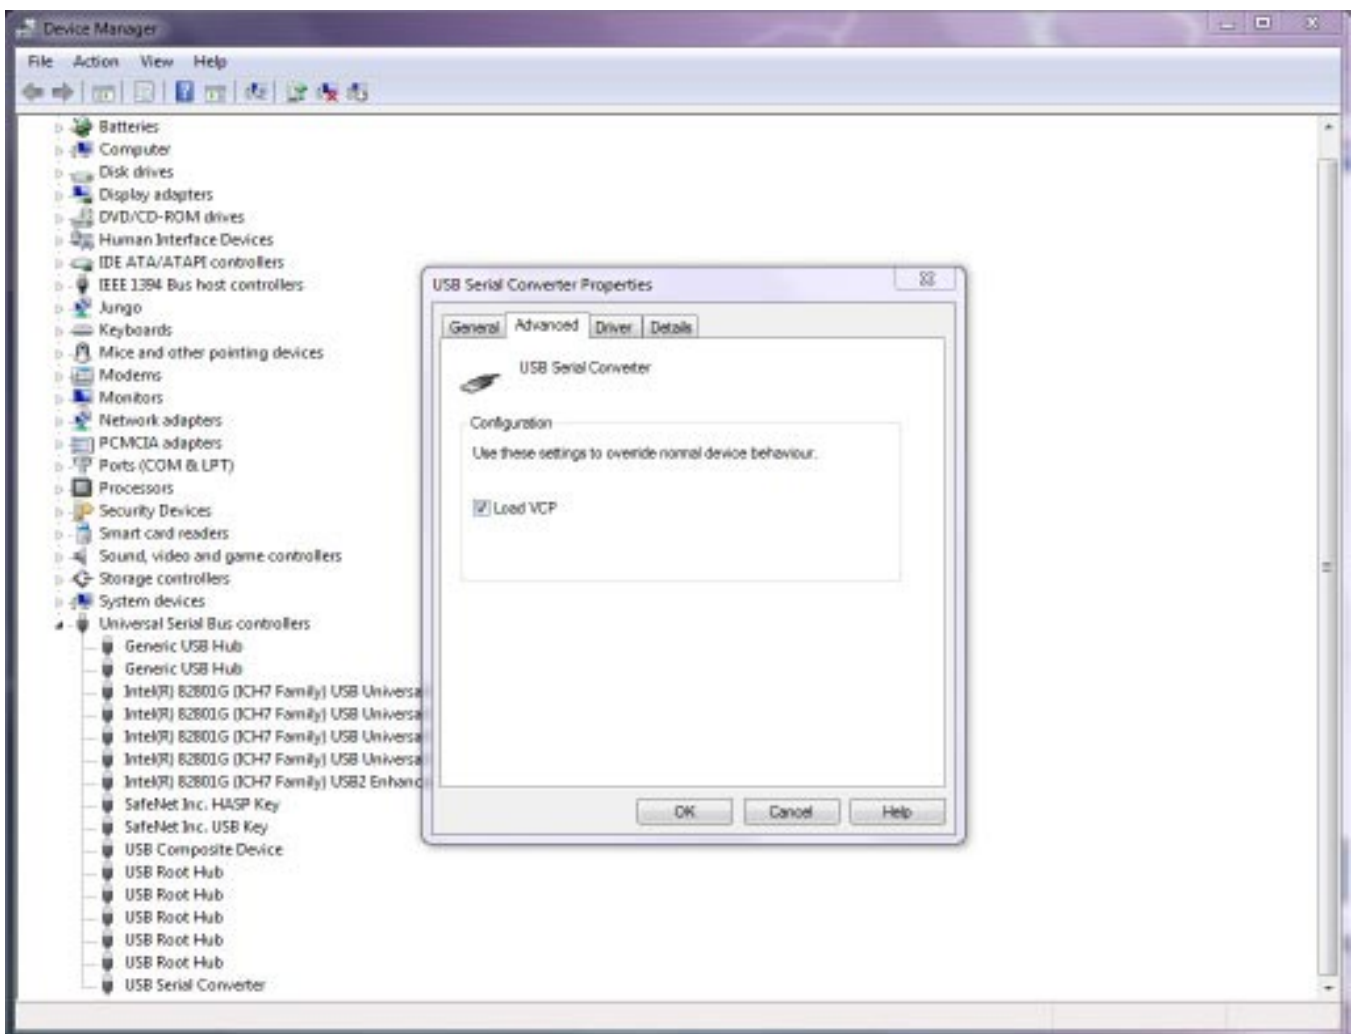 Device Manager
File Action View Help
Batteries
Computer
Disk drives
Display adapters
DVD/CD-ROM drives
Human Interface Devices
IDE ATA/ATAPI controllers
IEEE 1394 Bus host controllers
Jungo
Keyboards
Mice and other pointing devices
Modems
Monitors
Network adapters
PCMCIA adapters
Ports (COM & LPT)
Processors
Security Devices
Smart card readers
Sound, video and game controllers
Storage controllers
System devices
Universal Serial Bus controllers
Generic USB Hub
Generic USB Hub
Intel(R) 82801G (ICH7 Family) USB Universa
Intel(R) 82801G (ICH7 Family) USB Universa
Intel(R) 82801G (ICH7 Family) USB Universa
Intel(R) 82801G (ICH7 Family) USB Universa
Intel(R) 82801G (ICH7 Family) USB2 Enhanc
SafeNet Inc. HASP Key
SafeNet Inc. USB Key
USB Composite Device
USB Root Hub
USB Root Hub
USB Root Hub
USB Root Hub
USB Root Hub
USB Serial Converter
USB Serial Converter Properties
General Advanced Driver Details
USB Serial Converter
Configuration
Use these settings to override normal device behaviour.
Load VCP
OK Cancel Help